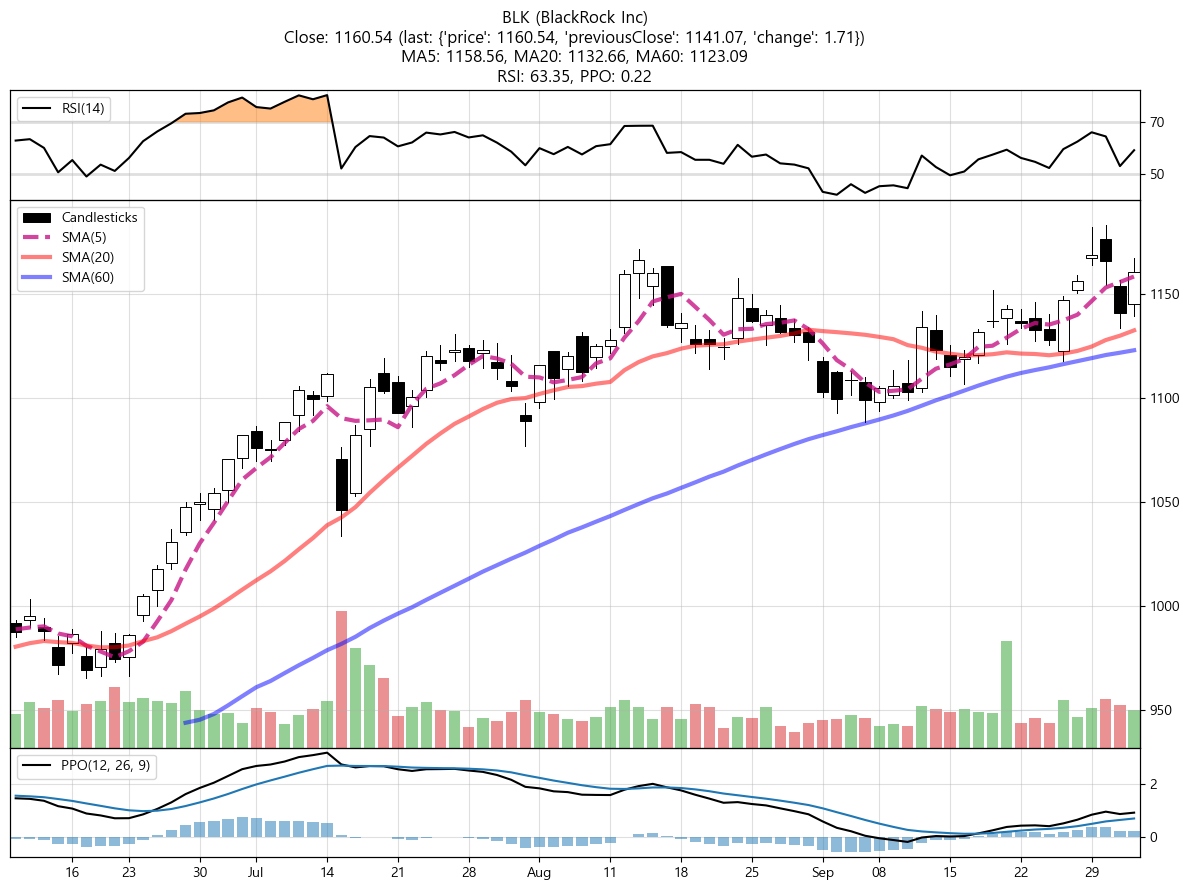 BLK (BlackRock Inc)
Close: 1160.54 (last: {'price': 1160.54, 'previousClose': 1141.07, 'change': 1.71})
MA5: 1158.56, MA20: 1132.66, MA60: 1123.09
RSI: 63.35, PPO: 0.22
RSI(14)
70
50
Candlesticks
SMA(5)
SMA(20)
SMA(60)
1150
1100
1050
1000
950
PPO(12, 26, 9)
2
0
16 23 30 Jul 14 21 28 Aug 11 18 25 Sep 08 15 22 29